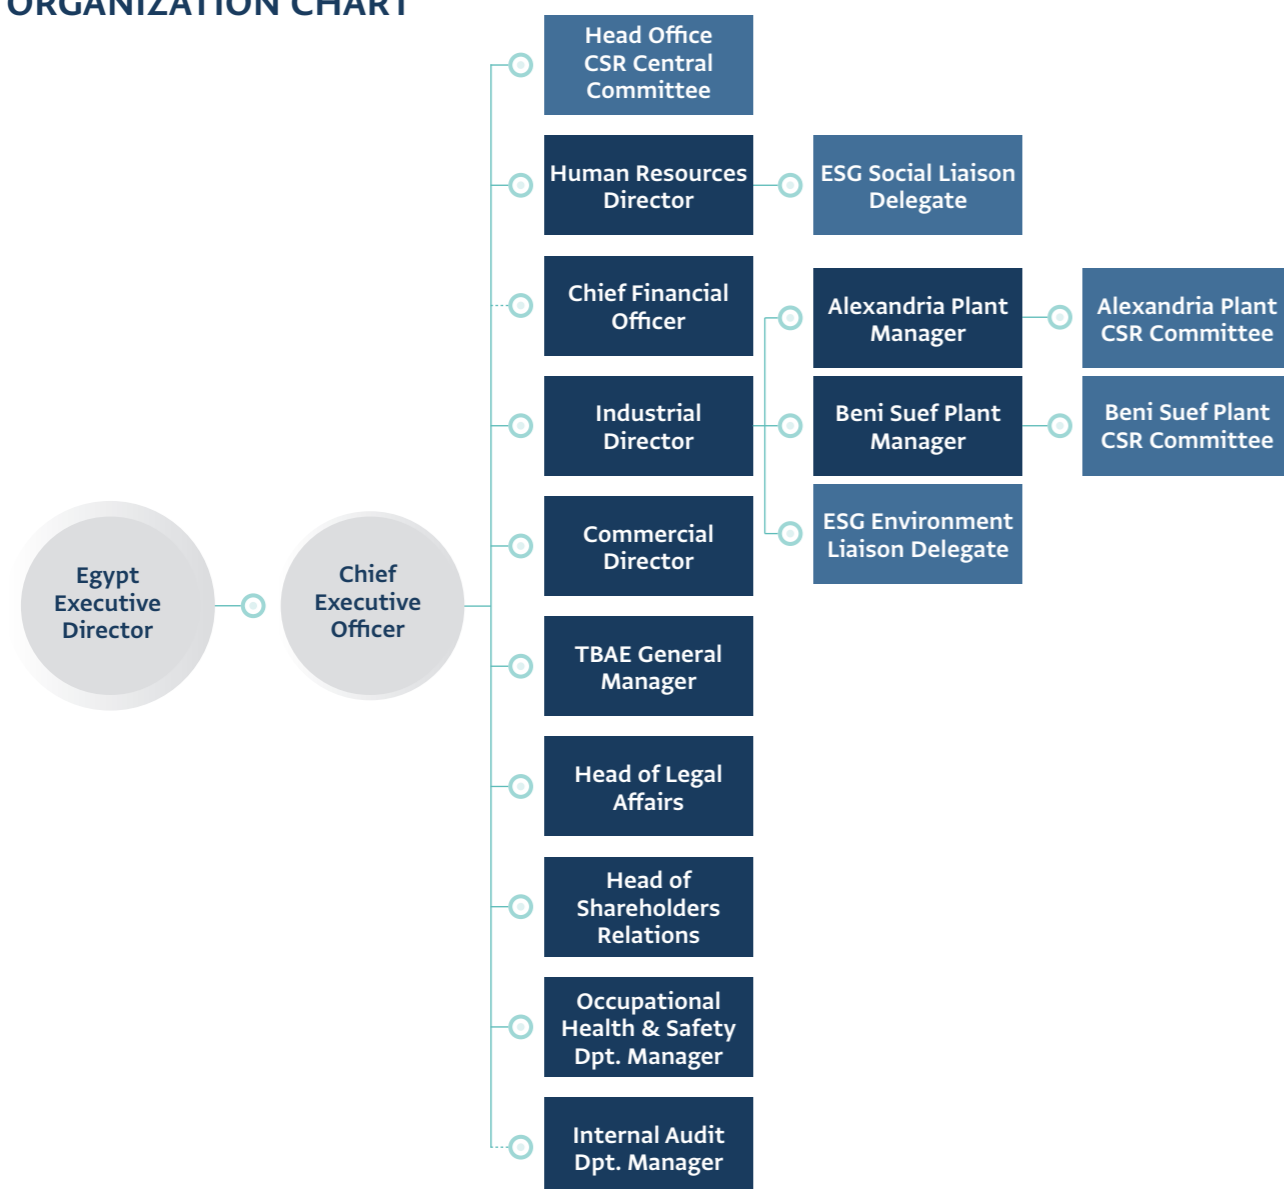 ORGANIZATION CHART
Head Office
CSR Central
Committee
Human Resources
Director
ESG Social Liaison
Delegate
Chief Financial
Officer
Alexandria Plant
Manager
Alexandria Plant
CSR Committee
Industrial
Director
Beni Suef Plant
Manager
Beni Suef Plant
CSR Committee
ESG Environment
Liaison Delegate
Commercial
Director
Egypt
Executive
Director
Chief
Executive
Officer
TBAE General
Manager
Head of Legal
Affairs
Head of
Shareholders
Relations
Occupational
Health & Safety
Dpt. Manager
Internal Audit
Dpt. Manager